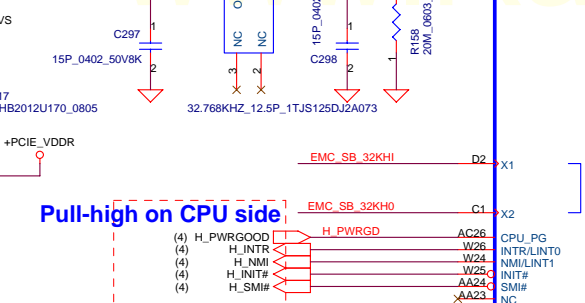 VS
C297
1
15P_0402_50V8K
2
NC
NC
3
2
15P_0402
1
C298
2
R158
20M_0603
1
17
HB2012U170_0805
32.768KHZ_12.5P_1TJS125DJ2A073
+PCIE_VDDR
EMC_SB_32KHI
D2
X1
EMC_SB_32KH0
C1
X2
Pull-high on CPU side
(4) H_PWRGOOD
H_PWRGD
AC26
CPU_PG
(4) H_INTR
W26
INTR/LINT0
(4) H_NMI
W24
NMI/LINT1
(4) H_INIT#
W25
INIT#
(4) H_SMI#
AA24
SMI#
AA23
NC